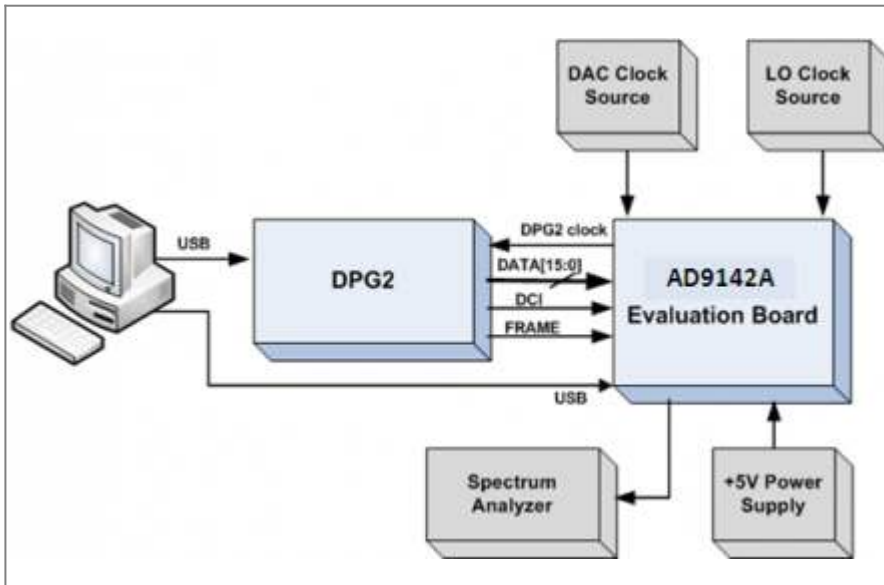 DAC Clock
Source
LO Clock
Source
USB
DPG2
DPG2 clock
DATA[15:0]
DCI
FRAME
AD9142A
Evaluation Board
USB
Spectrum
Analyzer
+5V Power
Supply